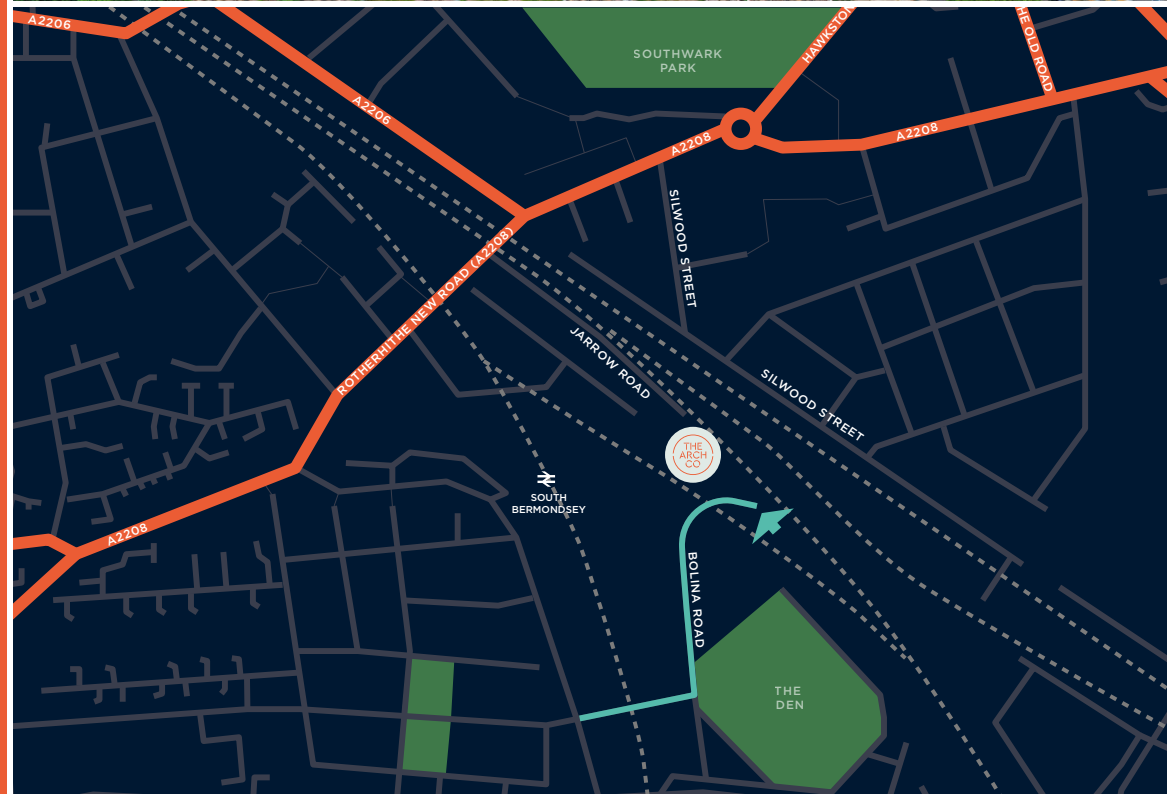 A2206
HAWKSTON
HE OLD ROAD
SOUTHWARK
PARK
A2206
A2208
A2208
SILWOOD STREET
ROTHERHITHE NEW ROAD (A2208)
JARROW ROAD
SILWOOD STREET
THE
ARCH
CO
SOUTH
BERMONDSEY
A2208
BOLINA ROAD
THE
DEN